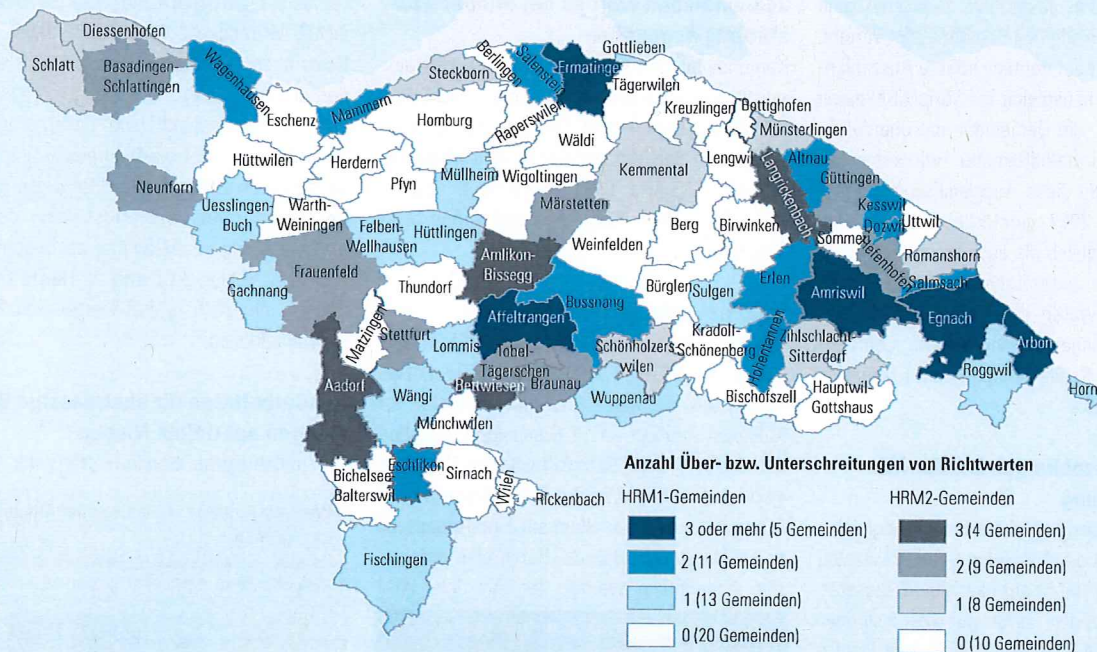 Diessenhofen
Schlatt
Basadingen-
Schlattingen
Wagenhausen
Eschenz
Mammern
Steckborn
Berlingen
Salenstein
Ermatinge
Gottlieben
Tägerwilen
Kreuzlingen
Bottighofen
Münsterlingen
Homburg
Raperswilen
Wäldi
Lengwil
Langrickenbach
Altnau
Güttingen
Kesswil
Dozwil
Uttwil
Hüttwilen
Herdern
Pfyn
Müllheim
Wigoltingen
Kemmental
Neunforn
Uesslingen-
Buch
Warth-
Weiningen
Felben-
Wellhausen
Hüttlingen
Märstetten
Berg
Birwinken
Sommeri
Hefenhofen
Romanshorn
Salmsach
Frauenfeld
Gachnang
Thundorf
Amlikon-
Bissegg
Weinfelden
Bürglen
Sulgen
Erlen
Amriswil
Egnach
Arbon
Matzingen
Stettfurt
Lommis
Affeltrangen
Bussnang
Kradolf-
Schönenberg
Hohentannen
Zihlschlacht-
Sitterdorf
Roggwil
Horn
Aadorf
Wängi
Tobel-
Tägerschen
Bettwiesen
Braunau
Schönholzers-
wilen
Wuppenau
Bischofszell
Hauptwil-
Gottshaus
Münchwilen
Bichelsee-
Balterswil
Eschlikon
Sirnach
Wilen
Rickenbach
Fischingen
Anzahl Über- bzw. Unterschreitungen von Richtwerten
HRM1-Gemeinden
3 oder mehr (5 Gemeinden)
2 (11 Gemeinden)
1 (13 Gemeinden)
0 (20 Gemeinden)
HRM2-Gemeinden
3 (4 Gemeinden)
2 (9 Gemeinden)
1 (8 Gemeinden)
0 (10 Gemeinden)